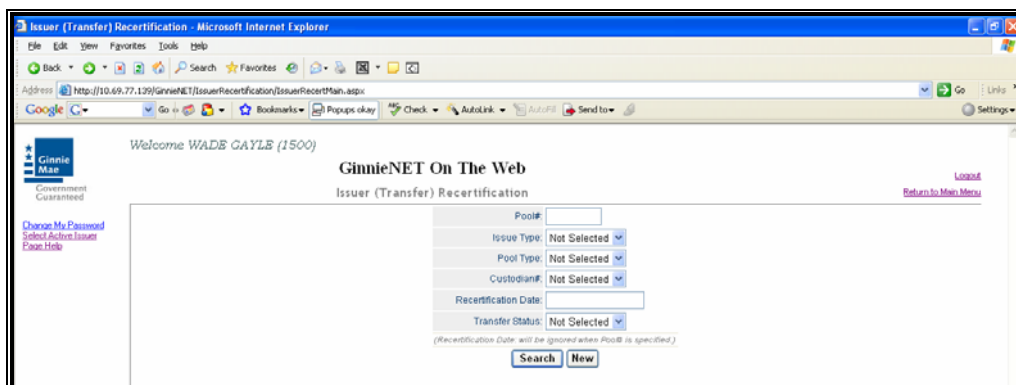 Issuer (Transfer) Recertification - Microsoft Internet Explorer
File Edit View Favorites Tools Help
Back Search Favorites
Address http://10.69.77.139/GinnieNET/IssuerRecertification/IssuerRecertMain.aspx Go Links
Google G Go Bookmarks Popups okay Check AutoLink AutoFill Send to Settings
Welcome WADE GAYLE (1500)
Ginnie
Mae
Government
Guaranteed
GinnieNET On The Web
Logout
Issuer (Transfer) Recertification
Return to Main Menu
Change My Password
Select Active Issuer
Page Help
Pool#:
Issue Type: Not Selected
Pool Type: Not Selected
Custodian#: Not Selected
Recertification Date:
Transfer Status: Not Selected
(Recertification Date: will be ignored when Pool# is specified.)
Search New